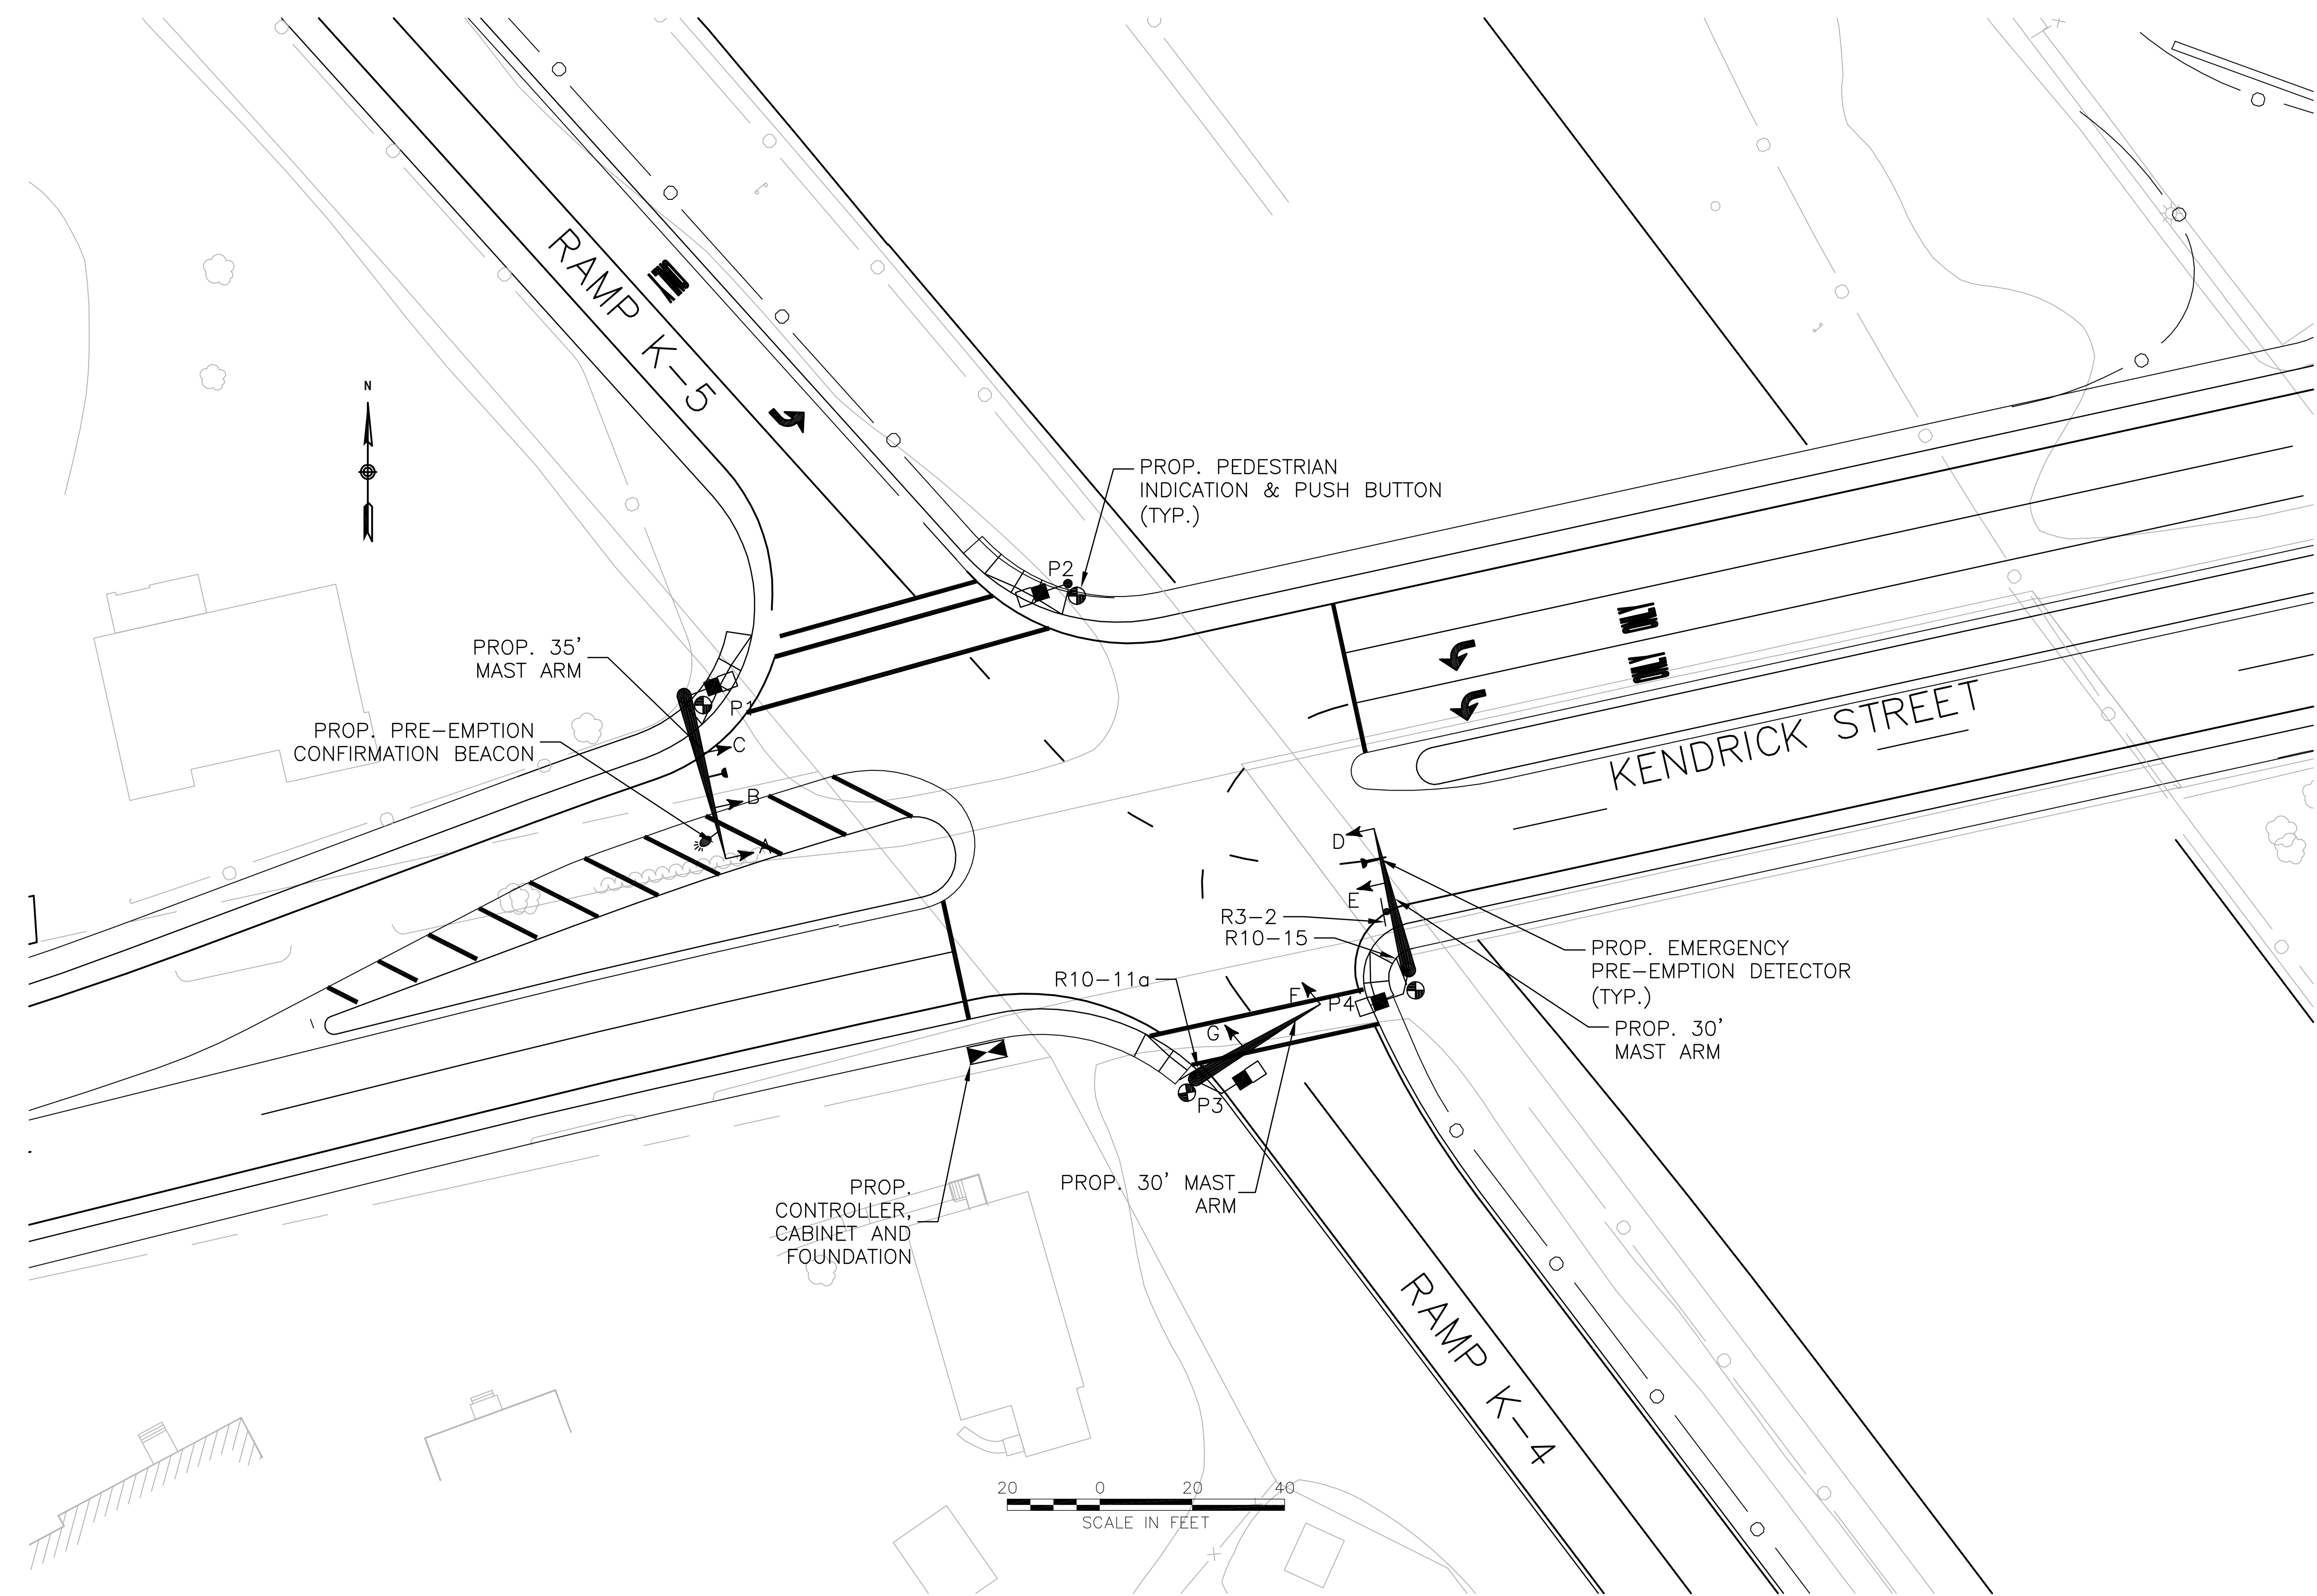 RAMP K-5
ONLY
N
PROP. PEDESTRIAN
INDICATION & PUSH BUTTON
(TYP.)
P2
PROP. 35'
MAST ARM
P1
PROP. PRE-EMPTION
CONFIRMATION BEACON
C
B
A
ONLY
ONLY
KENDRICK STREET
D
E
R3-2
R10-15
PROP. EMERGENCY
PRE-EMPTION DETECTOR
(TYP.)
R10-11a
F
P4
G
PROP. 30'
MAST ARM
P3
PROP. 30' MAST
ARM
PROP.
CONTROLLER,
CABINET AND
FOUNDATION
RAMP K-4
20 0 20 40
SCALE IN FEET